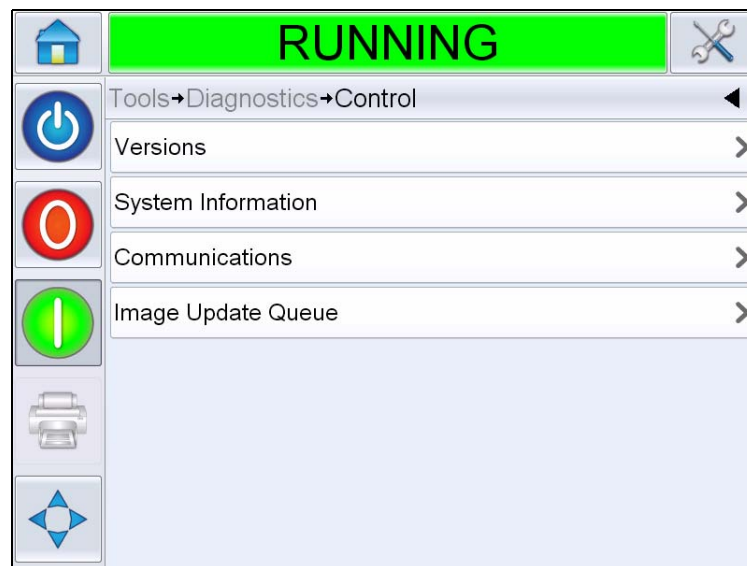 RUNNING
Tools→Diagnostics→Control
Versions
System Information
Communications
Image Update Queue